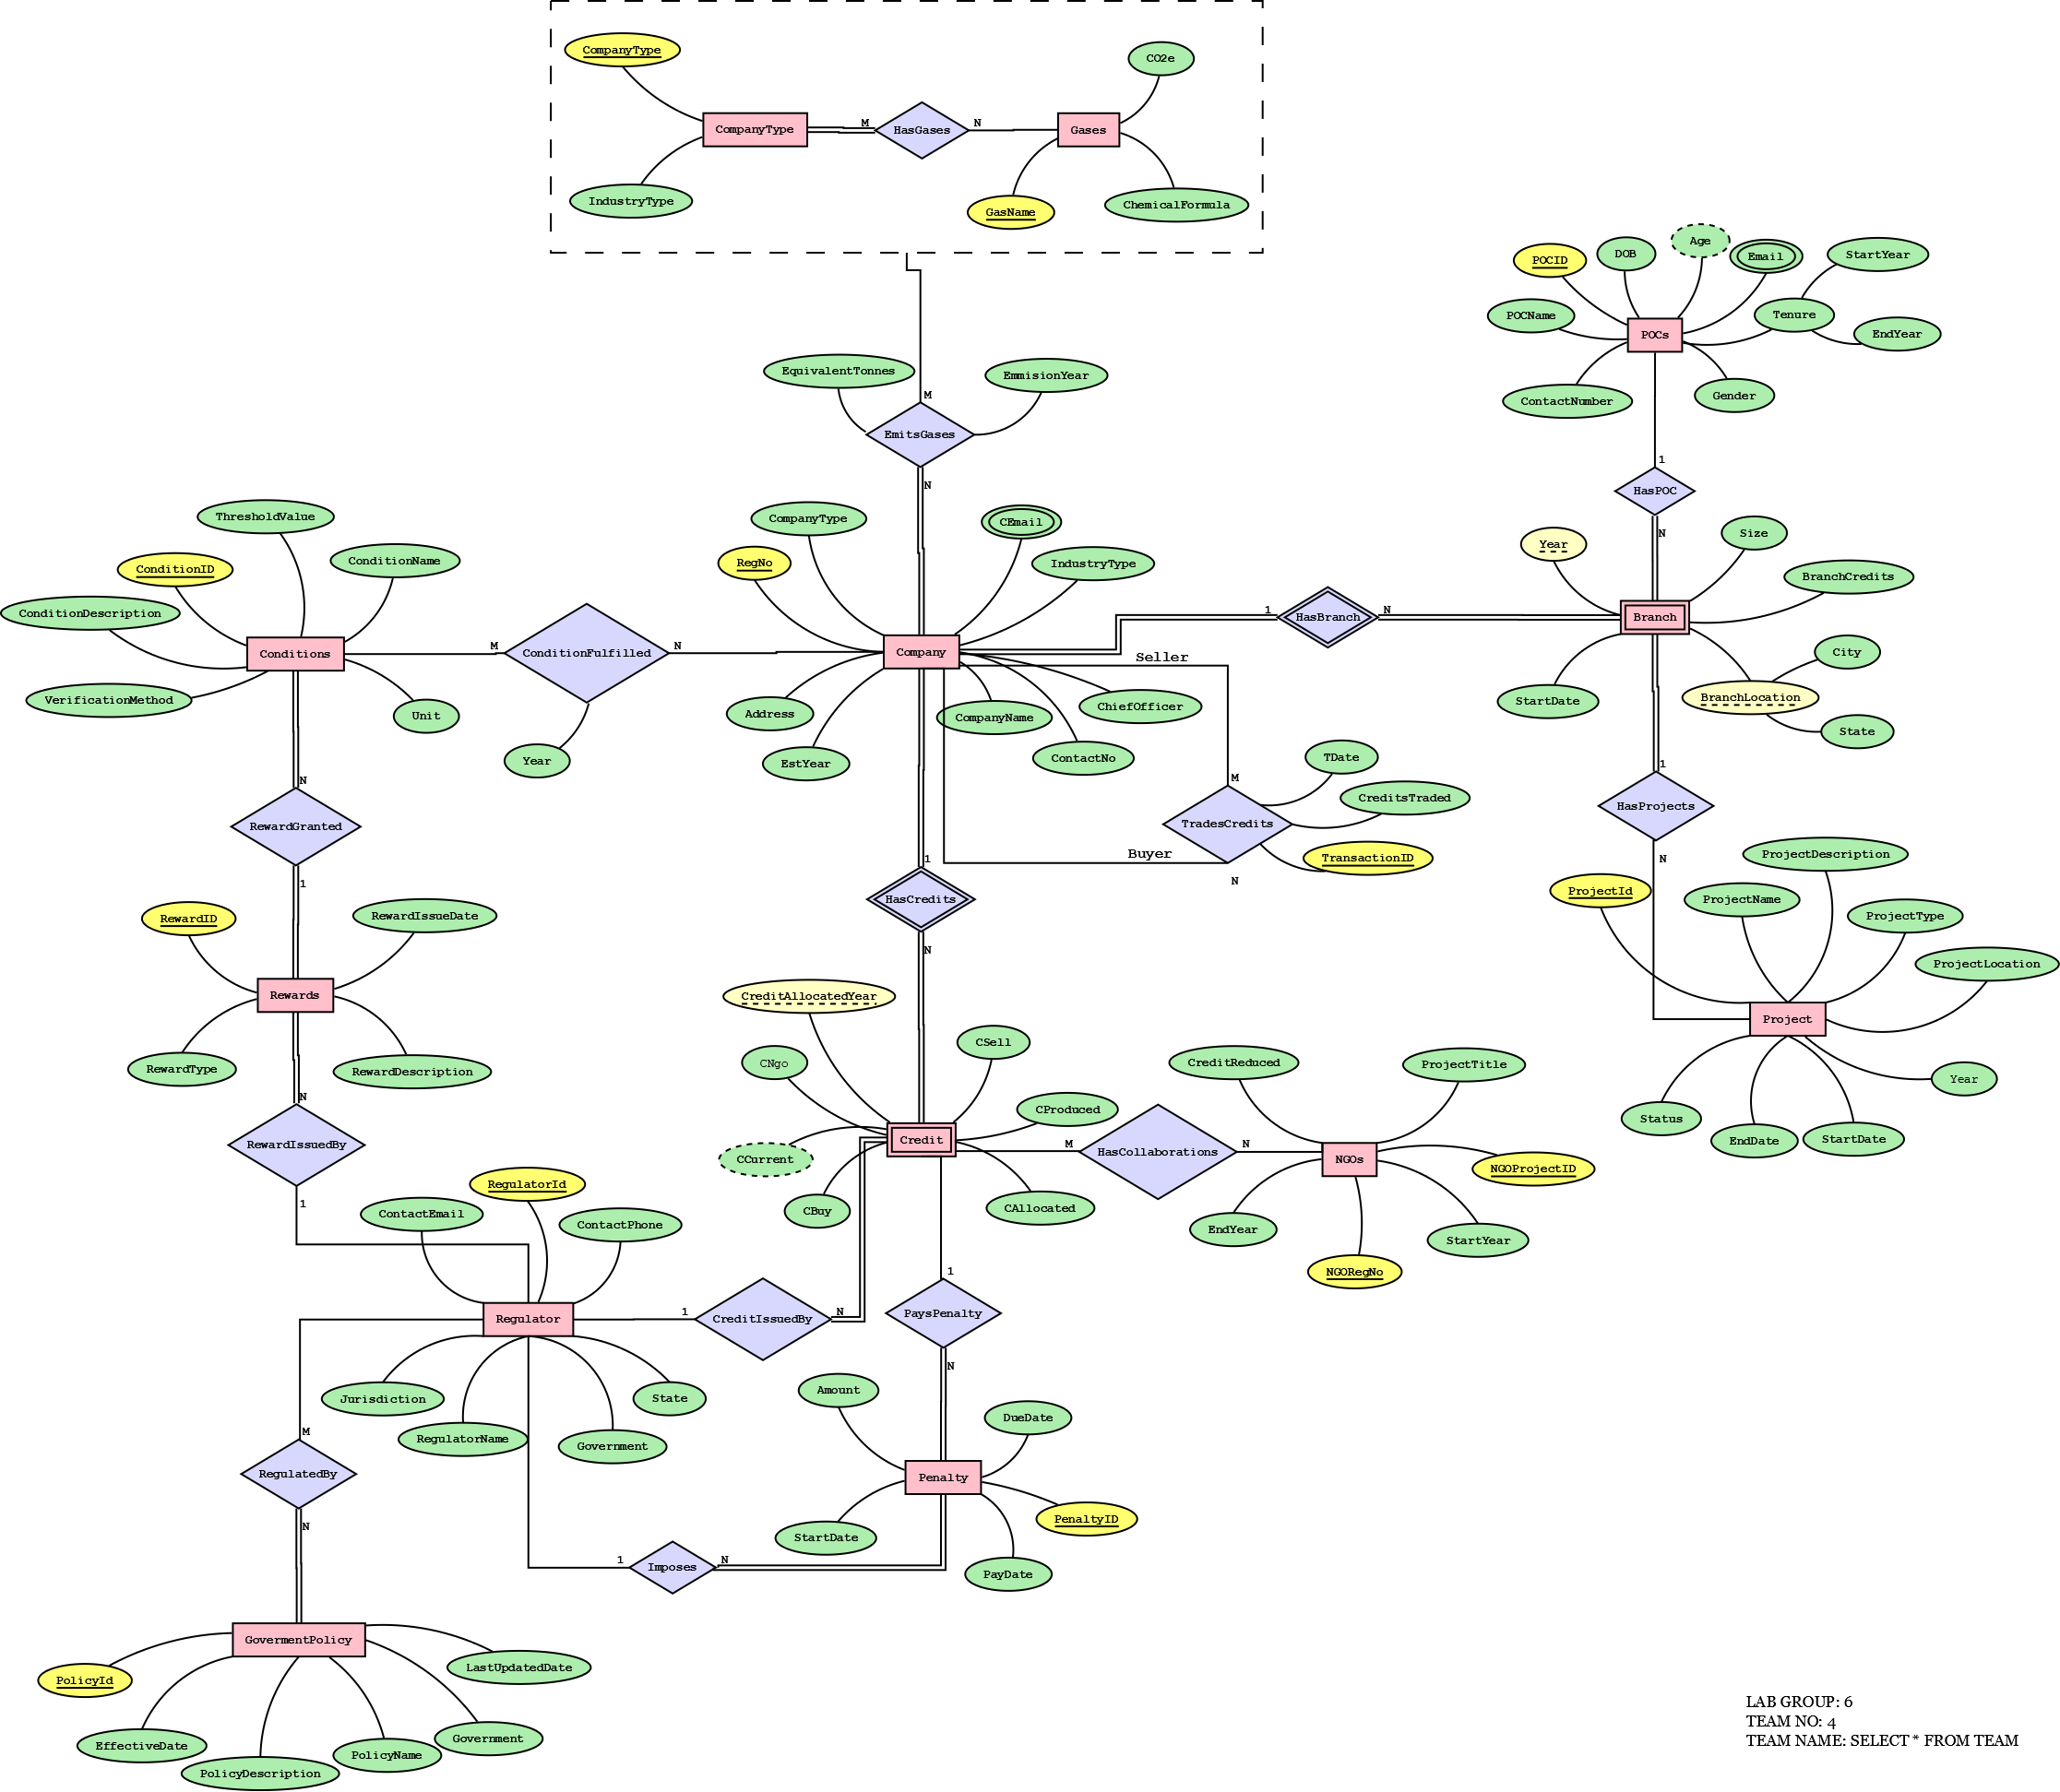 CompanyType
CO2e
CompanyType
M
HasGases
N
Gases
IndustryType
GasName
ChemicalFormula
POCID
DOB
Age
Email
StartYear
POCName
Tenure
POCs
EndYear
ContactNumber
Gender
EquivalentTonnes
EmmisionYear
M
EmitsGases
N
1
HasPOC
N
ThresholdValue
ConditionID
ConditionName
ConditionDescription
Conditions
VerificationMethod
Unit
M
ConditionFulfilled
N
Year
CompanyType
CEmail
RegNo
IndustryType
Company
Address
CompanyName
ChiefOfficer
EstYear
ContactNo
1
HasBranch
N
Year
Size
BranchCredits
Branch
City
BranchLocation
StartDate
State
Seller
M
TradesCredits
Buyer
N
TDate
CreditsTraded
TransactionID
1
HasProjects
N
ProjectDescription
ProjectId
ProjectName
ProjectType
ProjectLocation
Project
Year
Status
EndDate
StartDate
N
RewardGranted
1
RewardID
RewardIssueDate
Rewards
RewardType
RewardDescription
N
RewardIssuedBy
1
1
HasCredits
N
CreditAllocatedYear
CNgo
CSell
CProduced
Credit
CCurrent
CBuy
CAllocated
M
HasCollaborations
N
CreditReduced
ProjectTitle
NGOs
NGOProjectID
EndYear
StartYear
NGORegNo
RegulatorId
ContactEmail
ContactPhone
Regulator
1
CreditIssuedBy
N
1
PaysPenalty
N
Jurisdiction
State
RegulatorName
Government
M
RegulatedBy
N
Amount
DueDate
Penalty
StartDate
PenaltyID
PayDate
1
Imposes
N
GovermentPolicy
PolicyId
LastUpdatedDate
EffectiveDate
PolicyDescription
PolicyName
Government
LAB GROUP: 6
TEAM NO: 4
TEAM NAME: SELECT * FROM TEAM